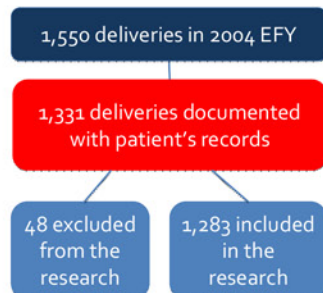 1,550 deliveries in 2004 EFY
1,331 deliveries documented
with patient's records
48 excluded
from the
research
1,283 included
in the
research